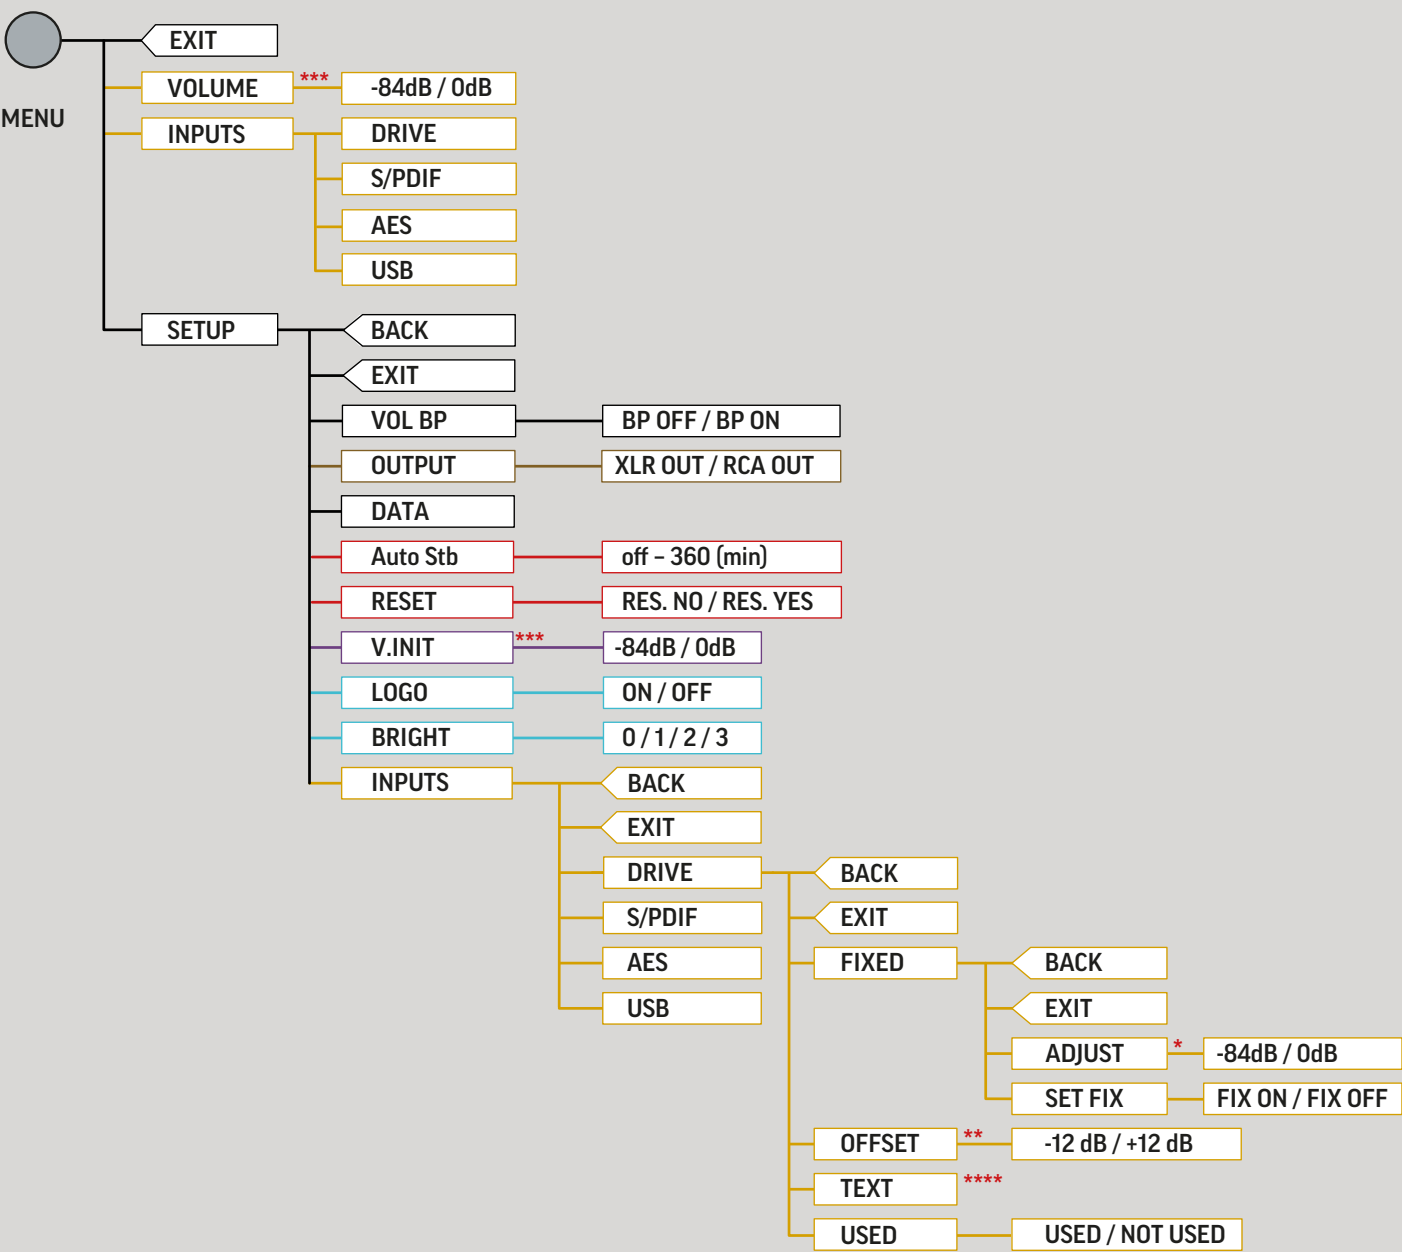 EXIT
VOLUME *** -84dB / 0dB
MENU
INPUTS DRIVE
S/PDIF
AES
USB
SETUP BACK
EXIT
VOL BP BP OFF / BP ON
OUTPUT XLR OUT / RCA OUT
DATA
Auto Stb off – 360 (min)
RESET RES. NO / RES. YES
V.INIT *** -84dB / 0dB
LOGO ON / OFF
BRIGHT 0 / 1 / 2 / 3
INPUTS BACK
EXIT
DRIVE BACK
S/PDIF EXIT
AES FIXED BACK
USB EXIT
ADJUST * -84dB / 0dB
SET FIX FIX ON / FIX OFF
OFFSET ** -12 dB / +12 dB
TEXT ****
USED USED / NOT USED